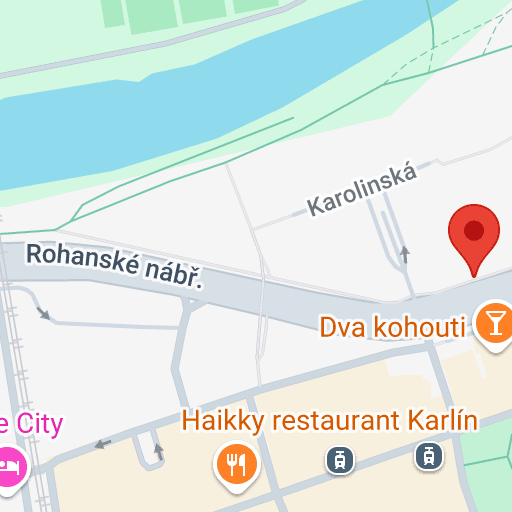 Karolinská
Rohanské nábř.
Dva kohouti
e City
Haikky restaurant Karlín